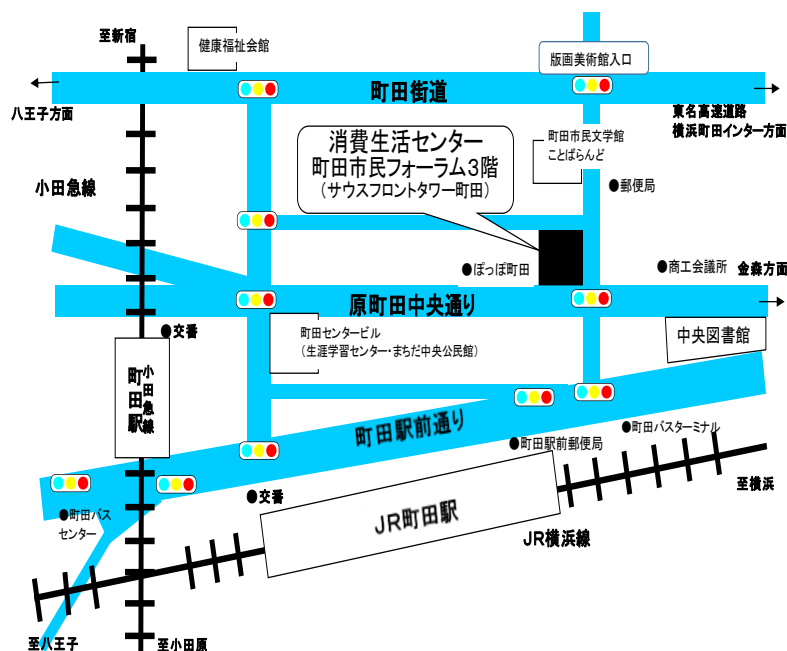 至新宿
健康福祉会館
版画美術館入口
八王子方面
町田街道
東名高速道路
横浜町田インター方面
消費生活センター
町田市民フォーラム3階
(サウスフロントタワー町田)
町田市民文学館
ことばらんど
小田急線
●郵便局
●ぽっぽ町田
●商工会議所
金森方面
原町田中央通り
●交番
町田センタービル
(生涯学習センター・まちだ中央公民館)
中央図書館
小田急線
町田駅
町田駅前通り
●町田バスターミナル
●町田駅前郵便局
●交番
至横浜
●町田バス
センター
JR町田駅
JR横浜線
至八王子
至小田原